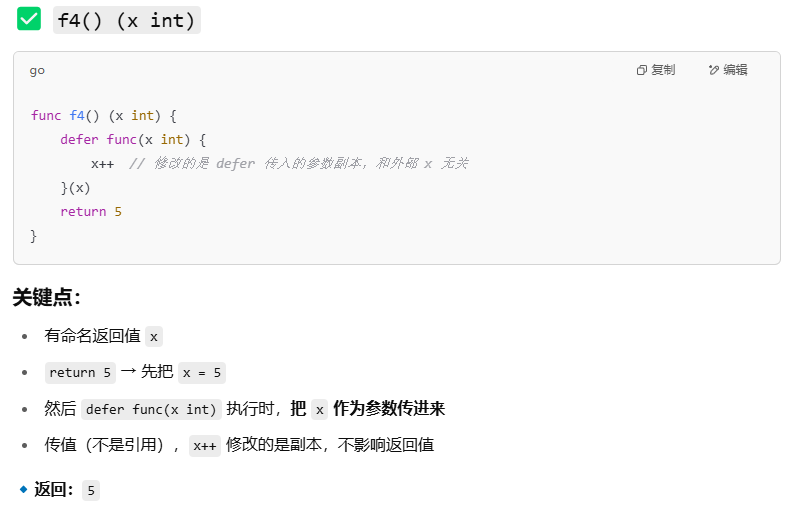 ✅ f4() (x int)
go 复制 编辑
func f4() (x int) {
    defer func(x int) {
        x++  // 修改的是 defer 传入的参数副本，和外部 x 无关
    }(x)
    return 5
}
关键点：
• 有命名返回值 x
• return 5 → 先把 x = 5
• 然后 defer func(x int) 执行时，把 x 作为参数传进来
• 传值（不是引用），x++ 修改的是副本，不影响返回值
🔹返回：5